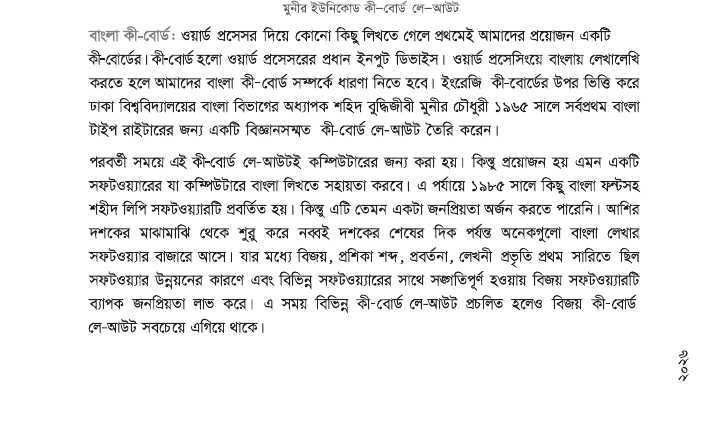 মুনীর ইউনিকোড কী–বোর্ড লে–আউট
বাংলা কী-বোর্ড: ওয়ার্ড প্রসেসর দিয়ে কোনো কিছু লিখতে গেলে প্রথমেই আমাদের প্রয়োজন একটি
কী-বোর্ডের। কী-বোর্ড হলো ওয়ার্ড প্রসেসরের প্রধান ইনপুট ডিভাইস। ওয়ার্ড প্রসেসিংয়ে বাংলায় লেখালেখি
করতে হলে আমাদের বাংলা কী-বোর্ড সম্পর্কে ধারণা নিতে হবে। ইংরেজি কী-বোর্ডের উপর ভিত্তি করে
ঢাকা বিশ্ববিদ্যালয়ের বাংলা বিভাগের অধ্যাপক শহিদ বুদ্ধিজীবী মুনীর চৌধুরী ১৯৬৫ সালে সর্বপ্রথম বাংলা
টাইপ রাইটারের জন্য একটি বিজ্ঞানসম্মত কী-বোর্ড লে-আউট তৈরি করেন।
পরবর্তী সময়ে এই কী-বোর্ড লে-আউটই কম্পিউটারের জন্য করা হয়। কিন্তু প্রয়োজন হয় এমন একটি
সফটওয়্যারের যা কম্পিউটারে বাংলা লিখতে সহায়তা করবে। এ পর্যায়ে ১৯৮৫ সালে কিছু বাংলা ফন্টসহ
শহীদ লিপি সফটওয়্যারটি প্রবর্তিত হয়। কিন্তু এটি তেমন একটা জনপ্রিয়তা অর্জন করতে পারেনি। আশির
দশকের মাঝামাঝি থেকে শুরু করে নব্বই দশকের শেষের দিক পর্যন্ত অনেকগুলো বাংলা লেখার
সফটওয়্যার বাজারে আসে। যার মধ্যে বিজয়, প্রশিকা শব্দ, প্রবর্তনা, লেখনী প্রভৃতি প্রথম সারিতে ছিল
সফটওয়্যার উন্নয়নের কারণে এবং বিভিন্ন সফটওয়্যারের সাথে সঙ্গতিপূর্ণ হওয়ায় বিজয় সফটওয়্যারটি
ব্যাপক জনপ্রিয়তা লাভ করে। এ সময় বিভিন্ন কী-বোর্ড লে-আউট প্রচলিত হলেও বিজয় কী-বোর্ড
লে-আউট সবচেয়ে এগিয়ে থাকে।
২০২৬